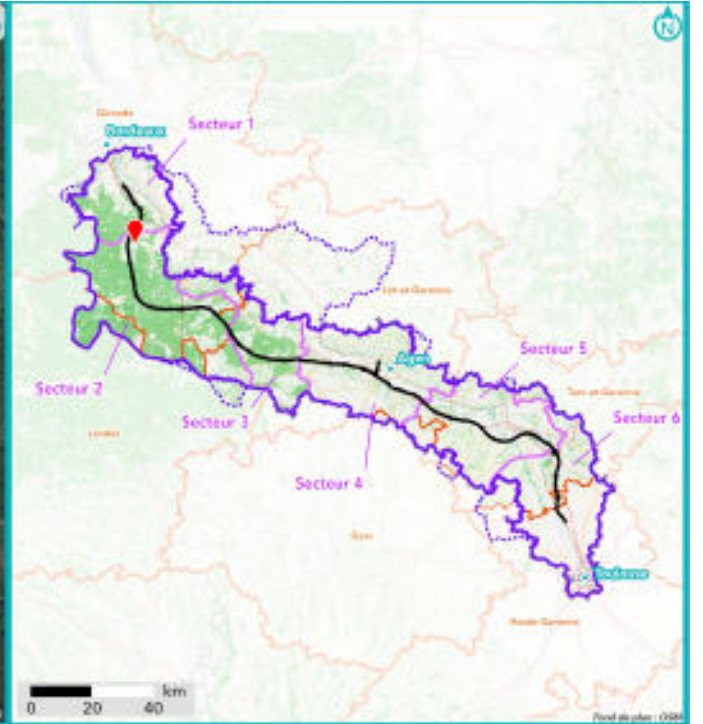 N
Gironde
Bordeaux
Secteur 1
Lot-et-Garonne
Agen
Secteur 5
Tarn-et-Garonne
Secteur 2
Secteur 3
Secteur 6
Landes
Secteur 4
Gers
Toulouse
Haute-Garonne
km
0 20 40
Fond de plan : OSM